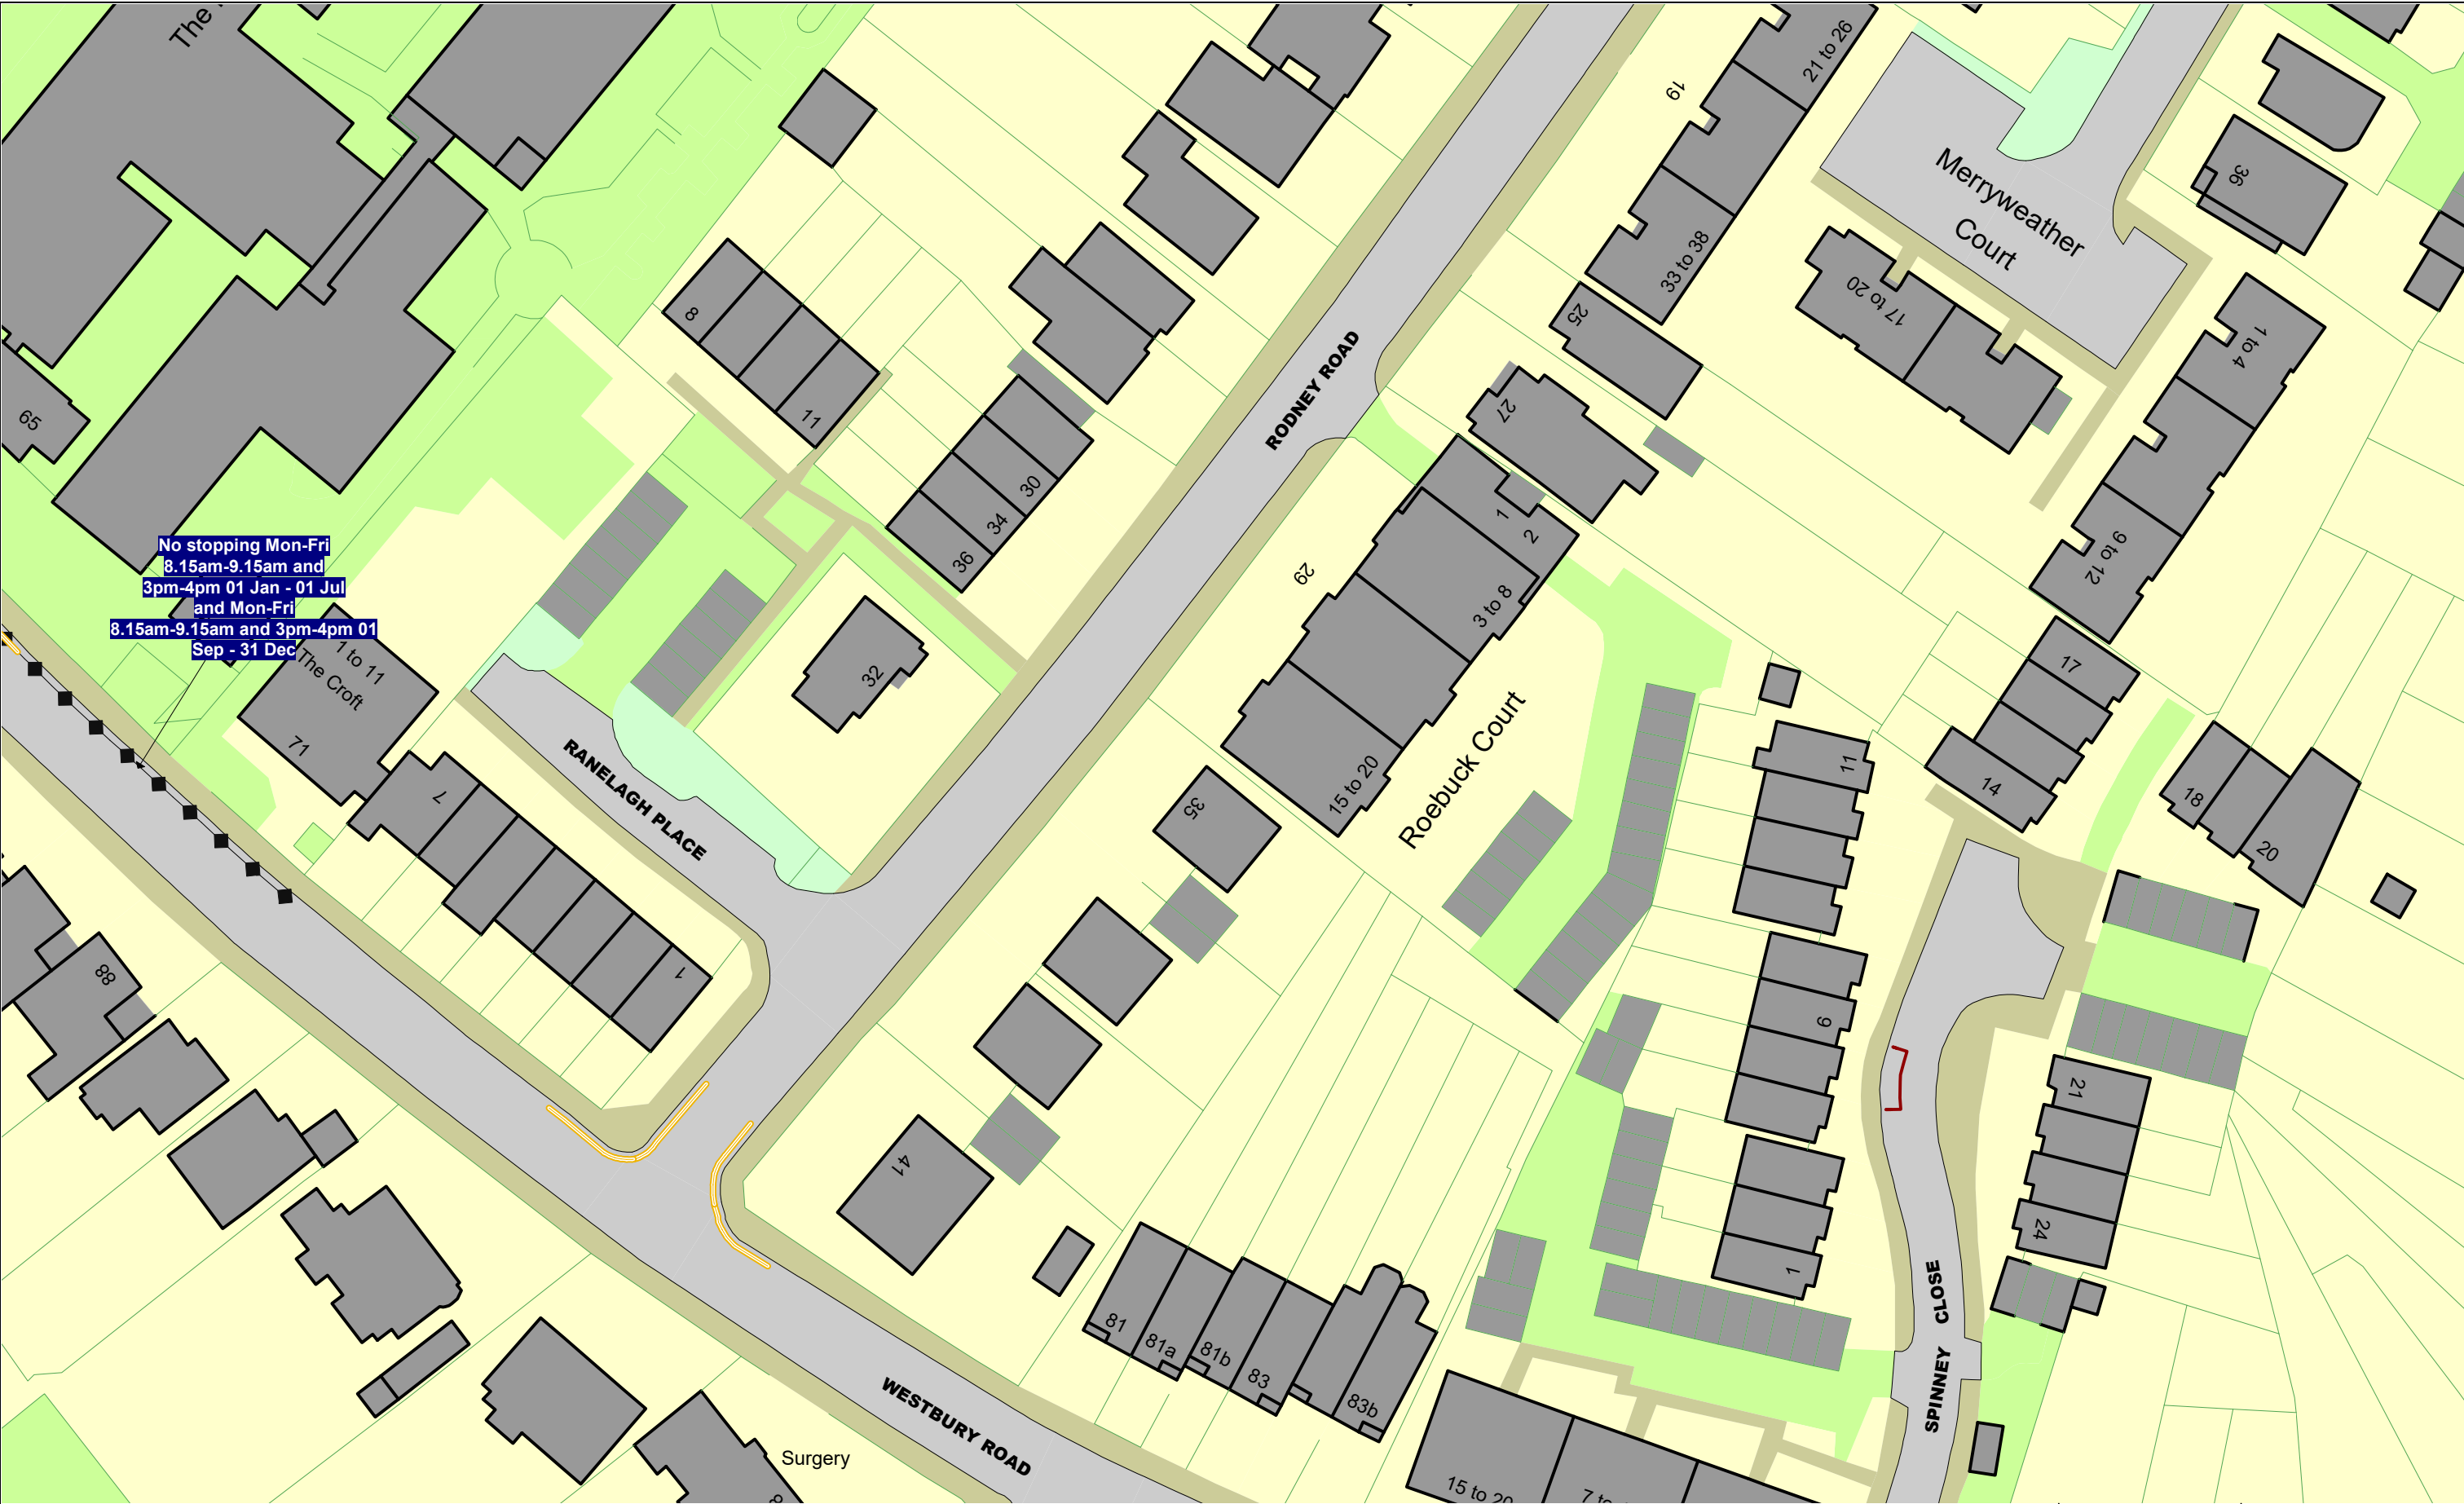 The
21 to 26
19
Merryweather
Court
36
33 to 38
17 to 20
8
25
1 to 4
11
27
65
30
1
2
34
36
9 to 12
RODNEY ROAD
No stopping Mon-Fri
8.15am-9.15am and
3pm-4pm 01 Jan - 01 Jul
and Mon-Fri
8.15am-9.15am and 3pm-4pm 01
Sep - 31 Dec
29
3 to 8
1 to 11
The Croft
32
17
71
RANELAGH PLACE
7
15 to 20
Roebuck Court
11
14
18
20
35
88
1
9
21
41
24
81
81a
81b
83
83b
1
SPINNEY CLOSE
WESTBURY ROAD
Surgery
15 to 20